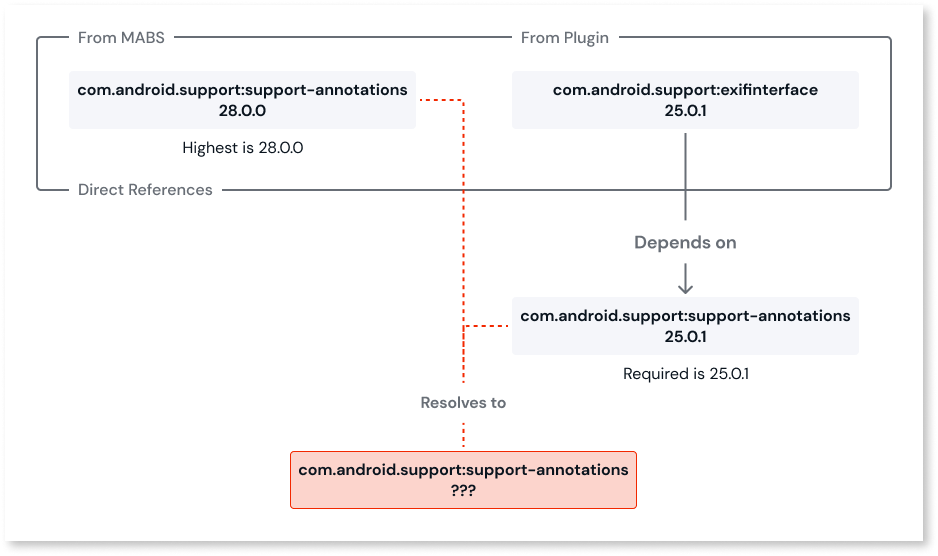 From MABS
From Plugin
com.android.support:support-annotations
28.0.0
com.android.support:exifinterface
25.0.1
Highest is 28.0.0
Direct References
Depends on
com.android.support:support-annotations
25.0.1
Required is 25.0.1
Resolves to
com.android.support:support-annotations
???